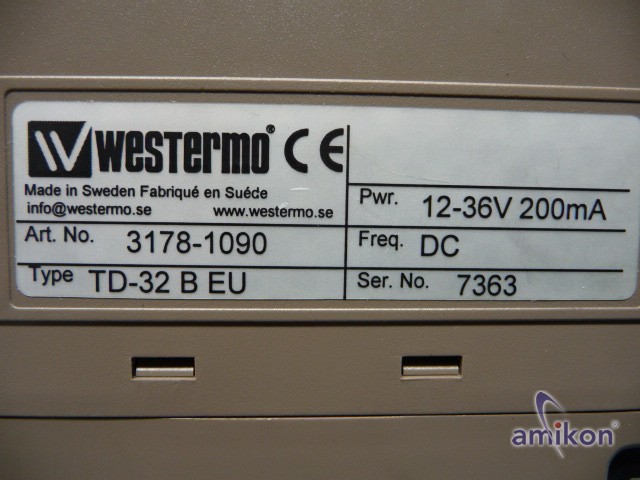 westermo® CE
Made in Sweden Fabriqué en Suéde
info@westermo.se www.westermo.se
Art. No. 3178-1090
Type TD-32 B EU
Pwr. 12-36V 200mA
Freq. DC
Ser. No. 7363
amikon